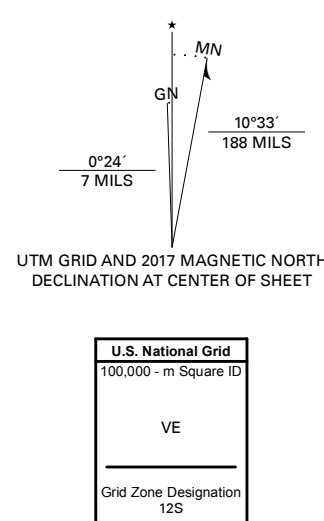 MN
GN
10°33´
188 MILS
0°24´
7 MILS
UTM GRID AND 2017 MAGNETIC NORTH
DECLINATION AT CENTER OF SHEET
U.S. National Grid
100,000 - m Square ID
VE
Grid Zone Designation
12S